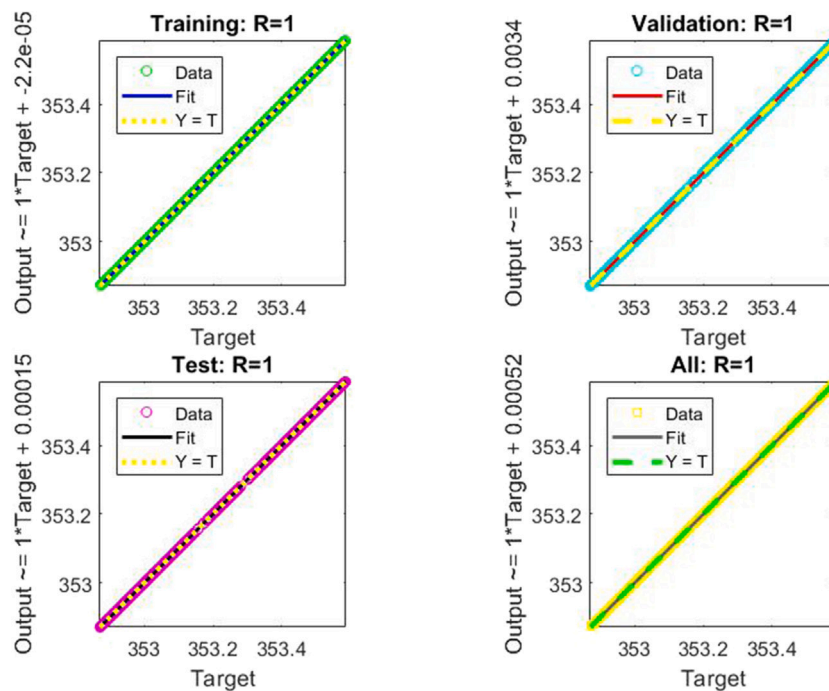 Training: R=1
Output ~= 1*Target + -2.2e-05
Data
Fit
Y = T
353.4
353.2
353
353
353.2
353.4
Target
Validation: R=1
Output ~= 1*Target + 0.0034
Data
Fit
Y = T
353.4
353.2
353
353
353.2
353.4
Target
Test: R=1
Output ~= 1*Target + 0.00015
Data
Fit
Y = T
353.4
353.2
353
353
353.2
353.4
Target
All: R=1
Output ~= 1*Target + 0.00052
Data
Fit
Y = T
353.4
353.2
353
353
353.2
353.4
Target